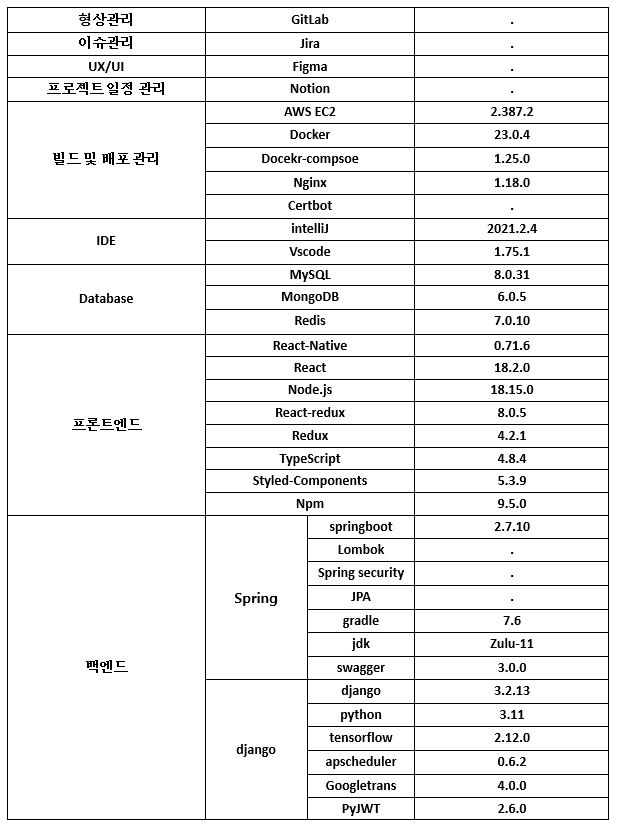 형상관리 GitLab .
이슈관리 Jira .
UX/UI Figma .
프로젝트 일정 관리 Notion .
빌드 및 배포 관리 AWS EC2 2.387.2
Docker 23.0.4
Docekr-compsoe 1.25.0
Nginx 1.18.0
Certbot .
IDE intelliJ 2021.2.4
Vscode 1.75.1
Database MySQL 8.0.31
MongoDB 6.0.5
Redis 7.0.10
프론트엔드 React-Native 0.71.6
React 18.2.0
Node.js 18.15.0
React-redux 8.0.5
Redux 4.2.1
TypeScript 4.8.4
Styled-Components 5.3.9
Npm 9.5.0
팩엔드 Spring springboot 2.7.10
Lombok .
Spring security .
JPA .
gradle 7.6
jdk Zulu-11
swagger 3.0.0
django django 3.2.13
python 3.11
tensorflow 2.12.0
apscheduler 0.6.2
Googletrans 4.0.0
PyJWT 2.6.0